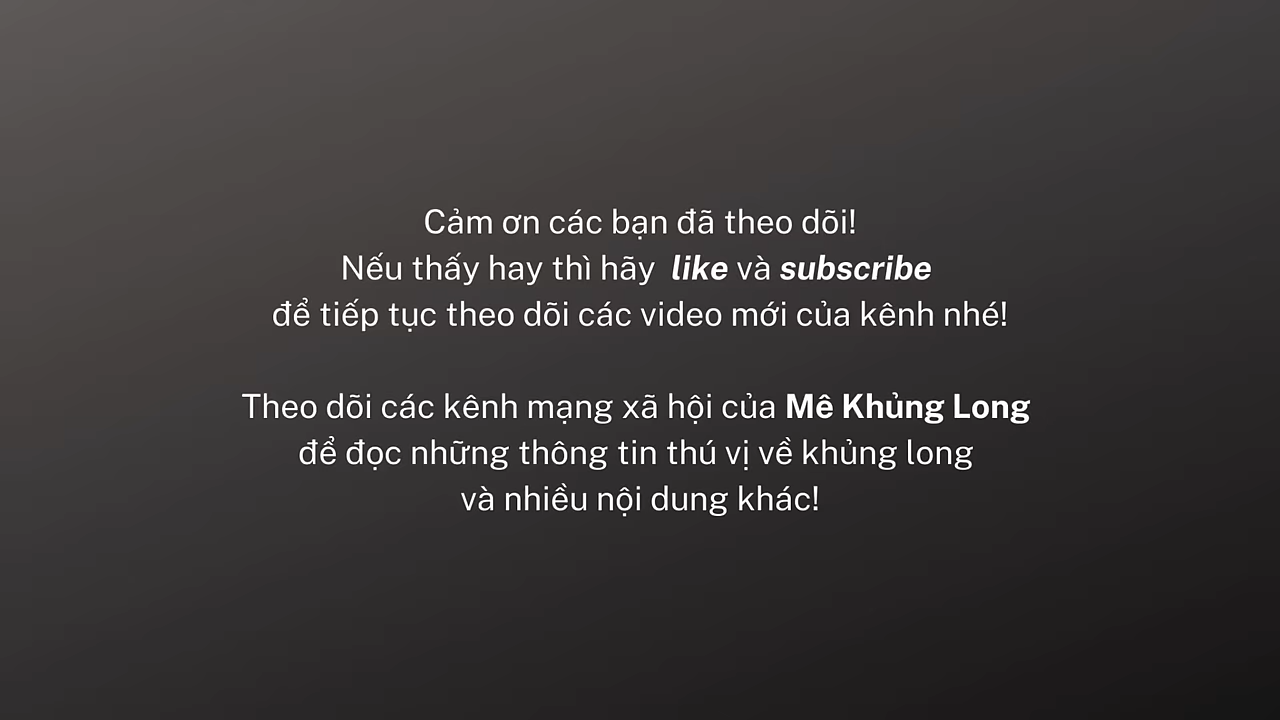 Cảm ơn các bạn đã theo dõi!
Nếu thấy hay thì hãy like và subscribe
để tiếp tục theo dõi các video mới của kênh nhé!
Theo dõi các kênh mạng xã hội của Mê Khủng Long
để đọc những thông tin thú vị về khủng long
và nhiều nội dung khác!